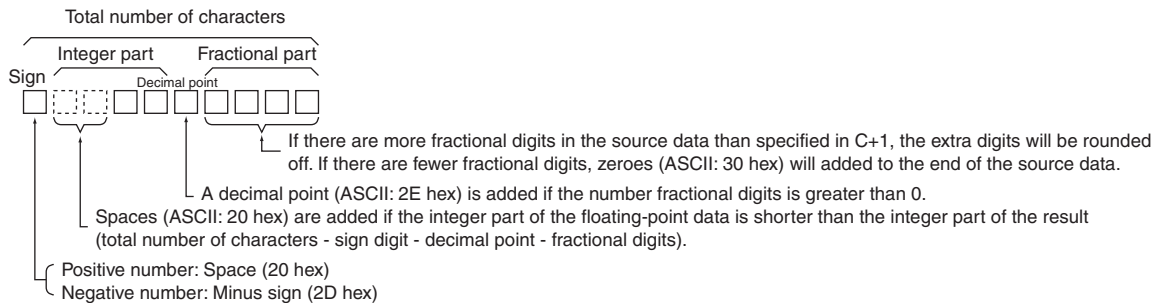 Total number of characters
Integer part
Fractional part
Sign
Decimal point
If there are more fractional digits in the source data than specified in C+1, the extra digits will be rounded
off. If there are fewer fractional digits, zeroes (ASCII: 30 hex) will added to the end of the source data.
A decimal point (ASCII: 2E hex) is added if the number fractional digits is greater than 0.
Spaces (ASCII: 20 hex) are added if the integer part of the floating-point data is shorter than the integer part of the result
(total number of characters - sign digit - decimal point - fractional digits).
Positive number: Space (20 hex)
Negative number: Minus sign (2D hex)